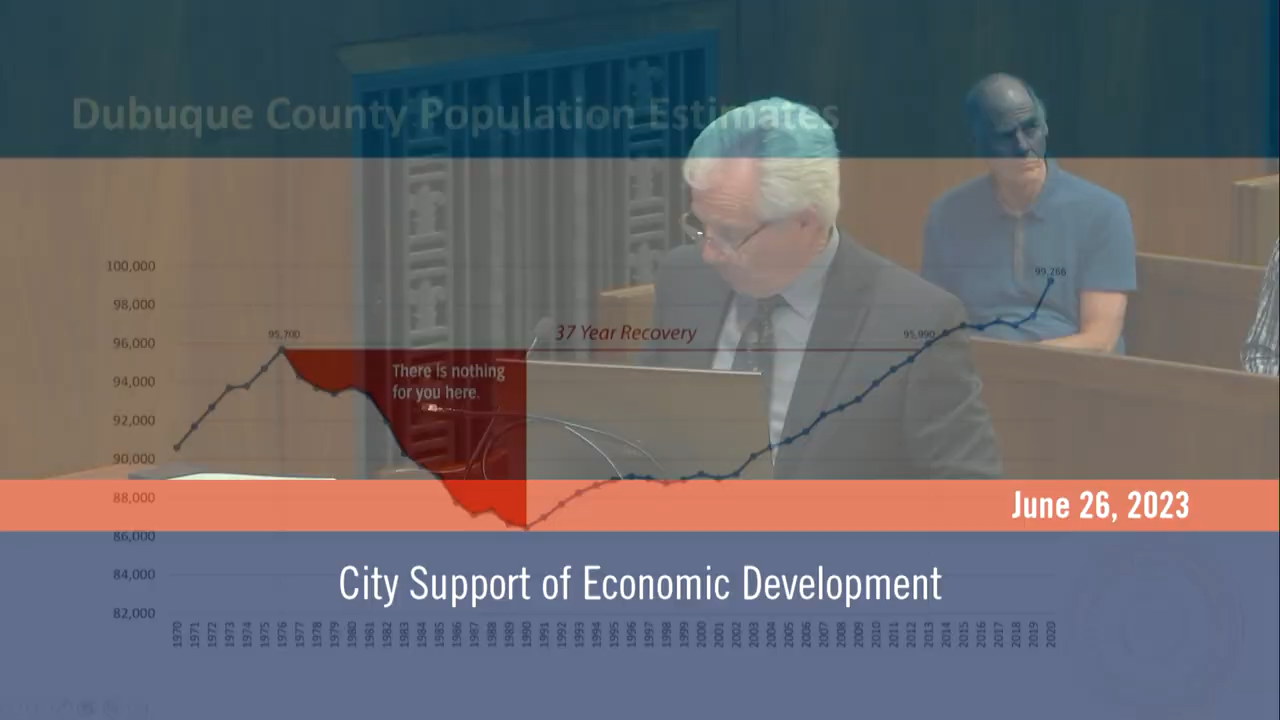 Dubuque County Population Estimates
100,000
98,000
96,000
94,000
92,000
90,000
88,000
86,000
84,000
82,000
95,700
37 Year Recovery
95,990
99,266
There is nothing
for you here.
June 26, 2023
City Support of Economic Development
1970 1971 1972 1973 1974 1975 1976 1977 1978 1979 1980 1981 1982 1983 1984 1985 1986 1987 1988 1989 1990 1991 1992 1993 1994 1995 1996 1997 1998 1999 2000 2001 2002 2003 2004 2005 2006 2007 2008 2009 2010 2011 2012 2013 2014 2015 2016 2017 2018 2019 2020